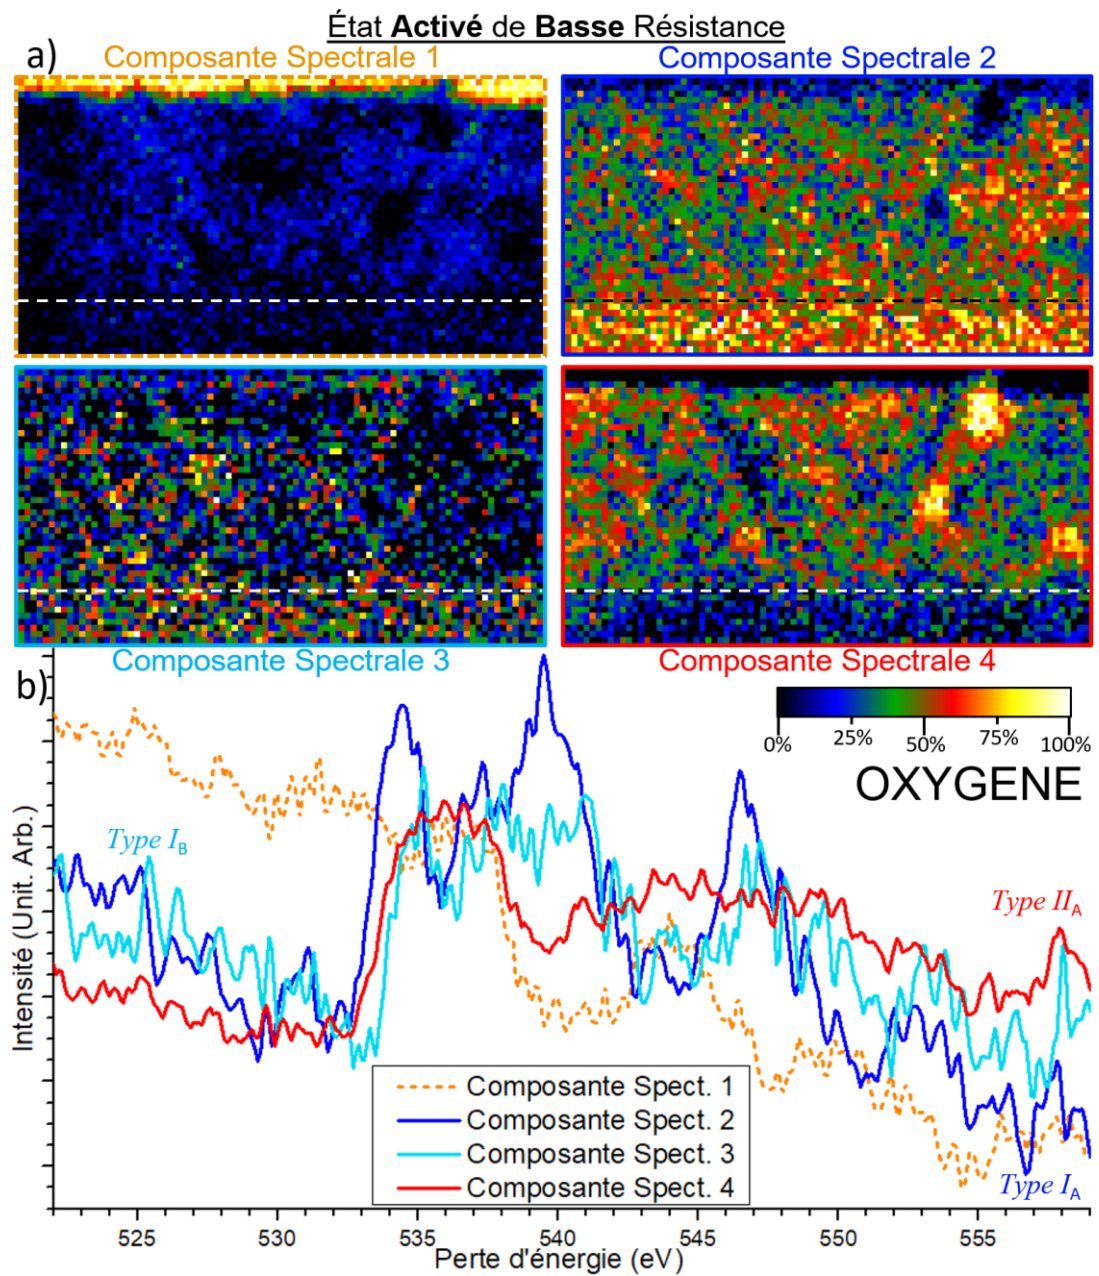 État Activé de Basse Résistance
a)
Composante Spectrale 1
Composante Spectrale 2
Composante Spectrale 3
Composante Spectrale 4
b)
0% 25% 50% 75% 100%
OXYGENE
Type IB
Type IIA
Type IA
Intensité (Unit. Arb.)
Composante Spect. 1
Composante Spect. 2
Composante Spect. 3
Composante Spect. 4
525 530 535 540 545 550 555
Perte d'énergie (eV)